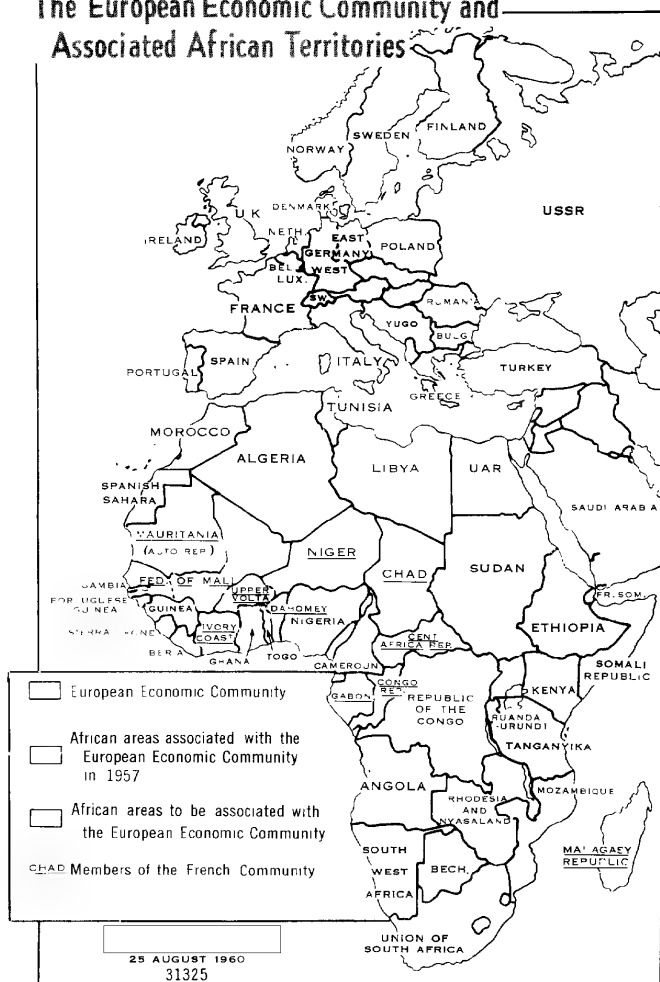 The European Economic Community and
Associated African Territories
NORWAY
SWEDEN
FINLAND
USSR
DENMARK
U K
IRELAND
NETH.
EAST
GERMANY
WEST
POLAND
BEL.
LUX.
FRANCE
SW.
YUGO
BULG
SPAIN
PORTUGAL
ITALY
GREECE
TURKEY
TUNISIA
MOROCCO
ALGERIA
LIBYA
UAR
SPANISH
SAHARA
SAUDI ARABIA
MAURITANIA
(AUTO REP)
NIGER
CHAD
SUDAN
FED. OF MALI
UPPER
VOLTA
GUINEA
DAHOMEY
NIGERIA
IVORY
COAST
GHANA
TOGO
FR. SOM.
ETHIOPIA
CAMEROUN
CENT
AFRICA REP.
SOMALI
REPUBLIC
GABON
CONGO
REP.
REPUBLIC
OF THE
CONGO
KENYA
RUANDA
-URUNDI
TANGANYIKA
ANGOLA
RHODESIA
AND
NYASALAND
MOZAMBIQUE
SOUTH
WEST
AFRICA
BECH.
MALAGAEY
REPUBLIC
UNION OF
SOUTH AFRICA
European Economic Community
African areas associated with the
European Economic Community
in 1957
African areas to be associated with
the European Economic Community
CHAD Members of the French Community
25 AUGUST 1960
31325